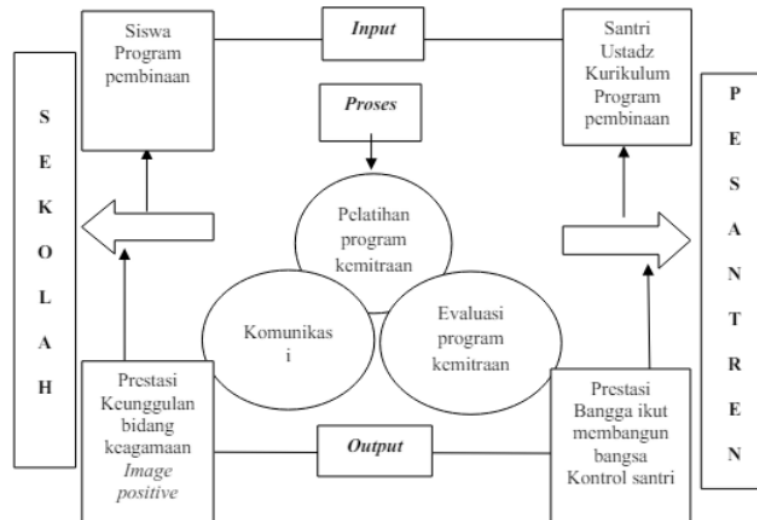 Siswa
Program
pembinaan
Input
Santri
Ustadz
Kurikulum
Program
pembinaan
Proses
S
E
K
O
L
A
H
P
E
S
A
N
T
R
E
N
Pelatihan
program
kemitraan
Komunikas
i
Evaluasi
program
kemitraan
Prestasi
Keunggulan
bidang
keagamaan
Image
positive
Output
Prestasi
Bangga ikut
membangun
bangsa
Kontrol santri